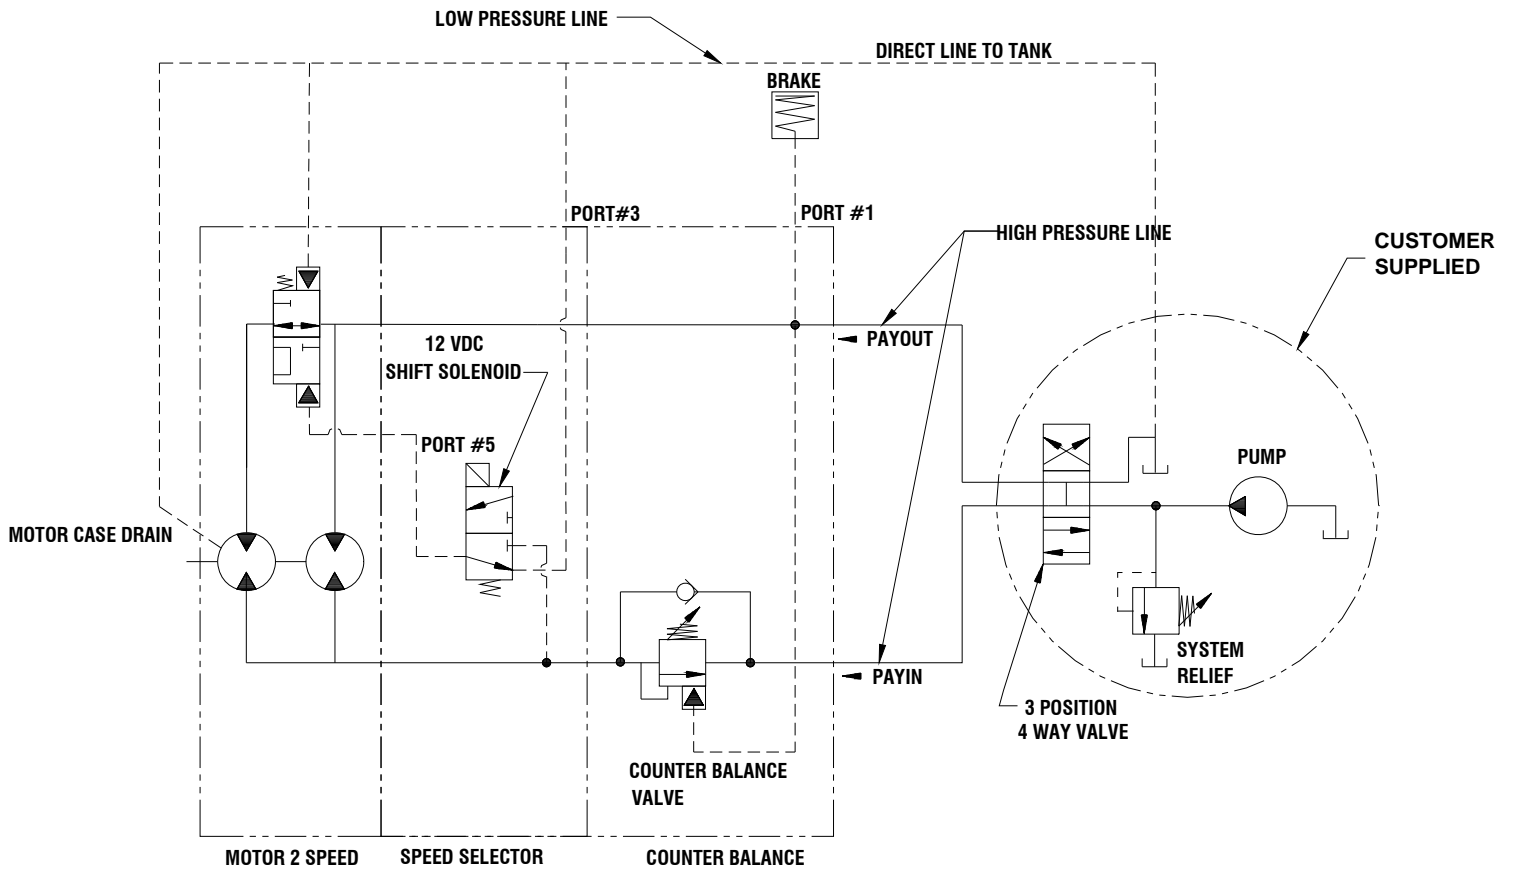 LOW PRESSURE LINE
DIRECT LINE TO TANK
BRAKE
PORT#3
PORT #1
HIGH PRESSURE LINE
CUSTOMER
SUPPLIED
PAYOUT
12 VDC
SHIFT SOLENOID
PORT #5
PUMP
MOTOR CASE DRAIN
SYSTEM
RELIEF
PAYIN
3 POSITION
4 WAY VALVE
COUNTER BALANCE
VALVE
MOTOR 2 SPEED
SPEED SELECTOR
COUNTER BALANCE